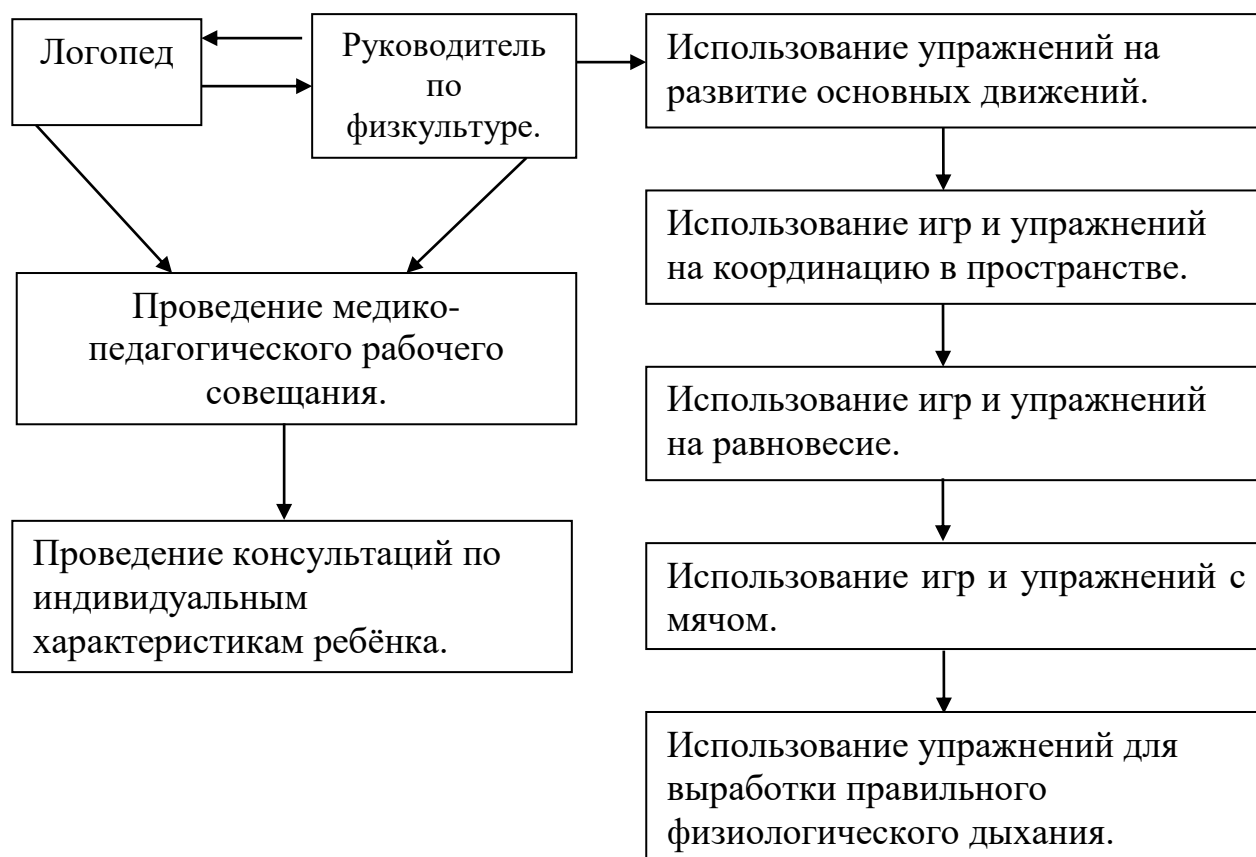 Логопед
Руководитель
по
физкультуре.
Использование упражнений на
развитие основных движений.
Использование игр и упражнений
на координацию в пространстве.
Проведение медико-
педагогического рабочего
совещания.
Использование игр и упражнений
на равновесие.
Проведение консультаций по
индивидуальным
характеристикам ребёнка.
Использование игр и упражнений с
мячом.
Использование упражнений для
выработки правильного
физиологического дыхания.